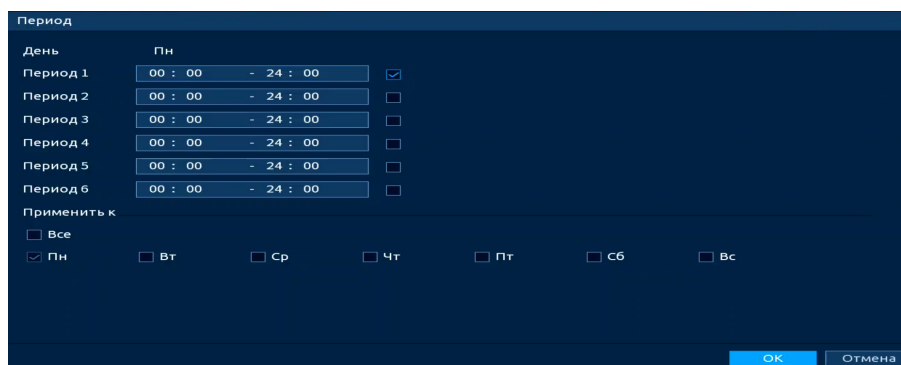 Период
День Пн
Период 1 00 : 00 - 24 : 00
Период 2 00 : 00 - 24 : 00
Период 3 00 : 00 - 24 : 00
Период 4 00 : 00 - 24 : 00
Период 5 00 : 00 - 24 : 00
Период 6 00 : 00 - 24 : 00
Применить к
Все
Пн Вт Ср Чт Пт Сб Вс
OK Отмена